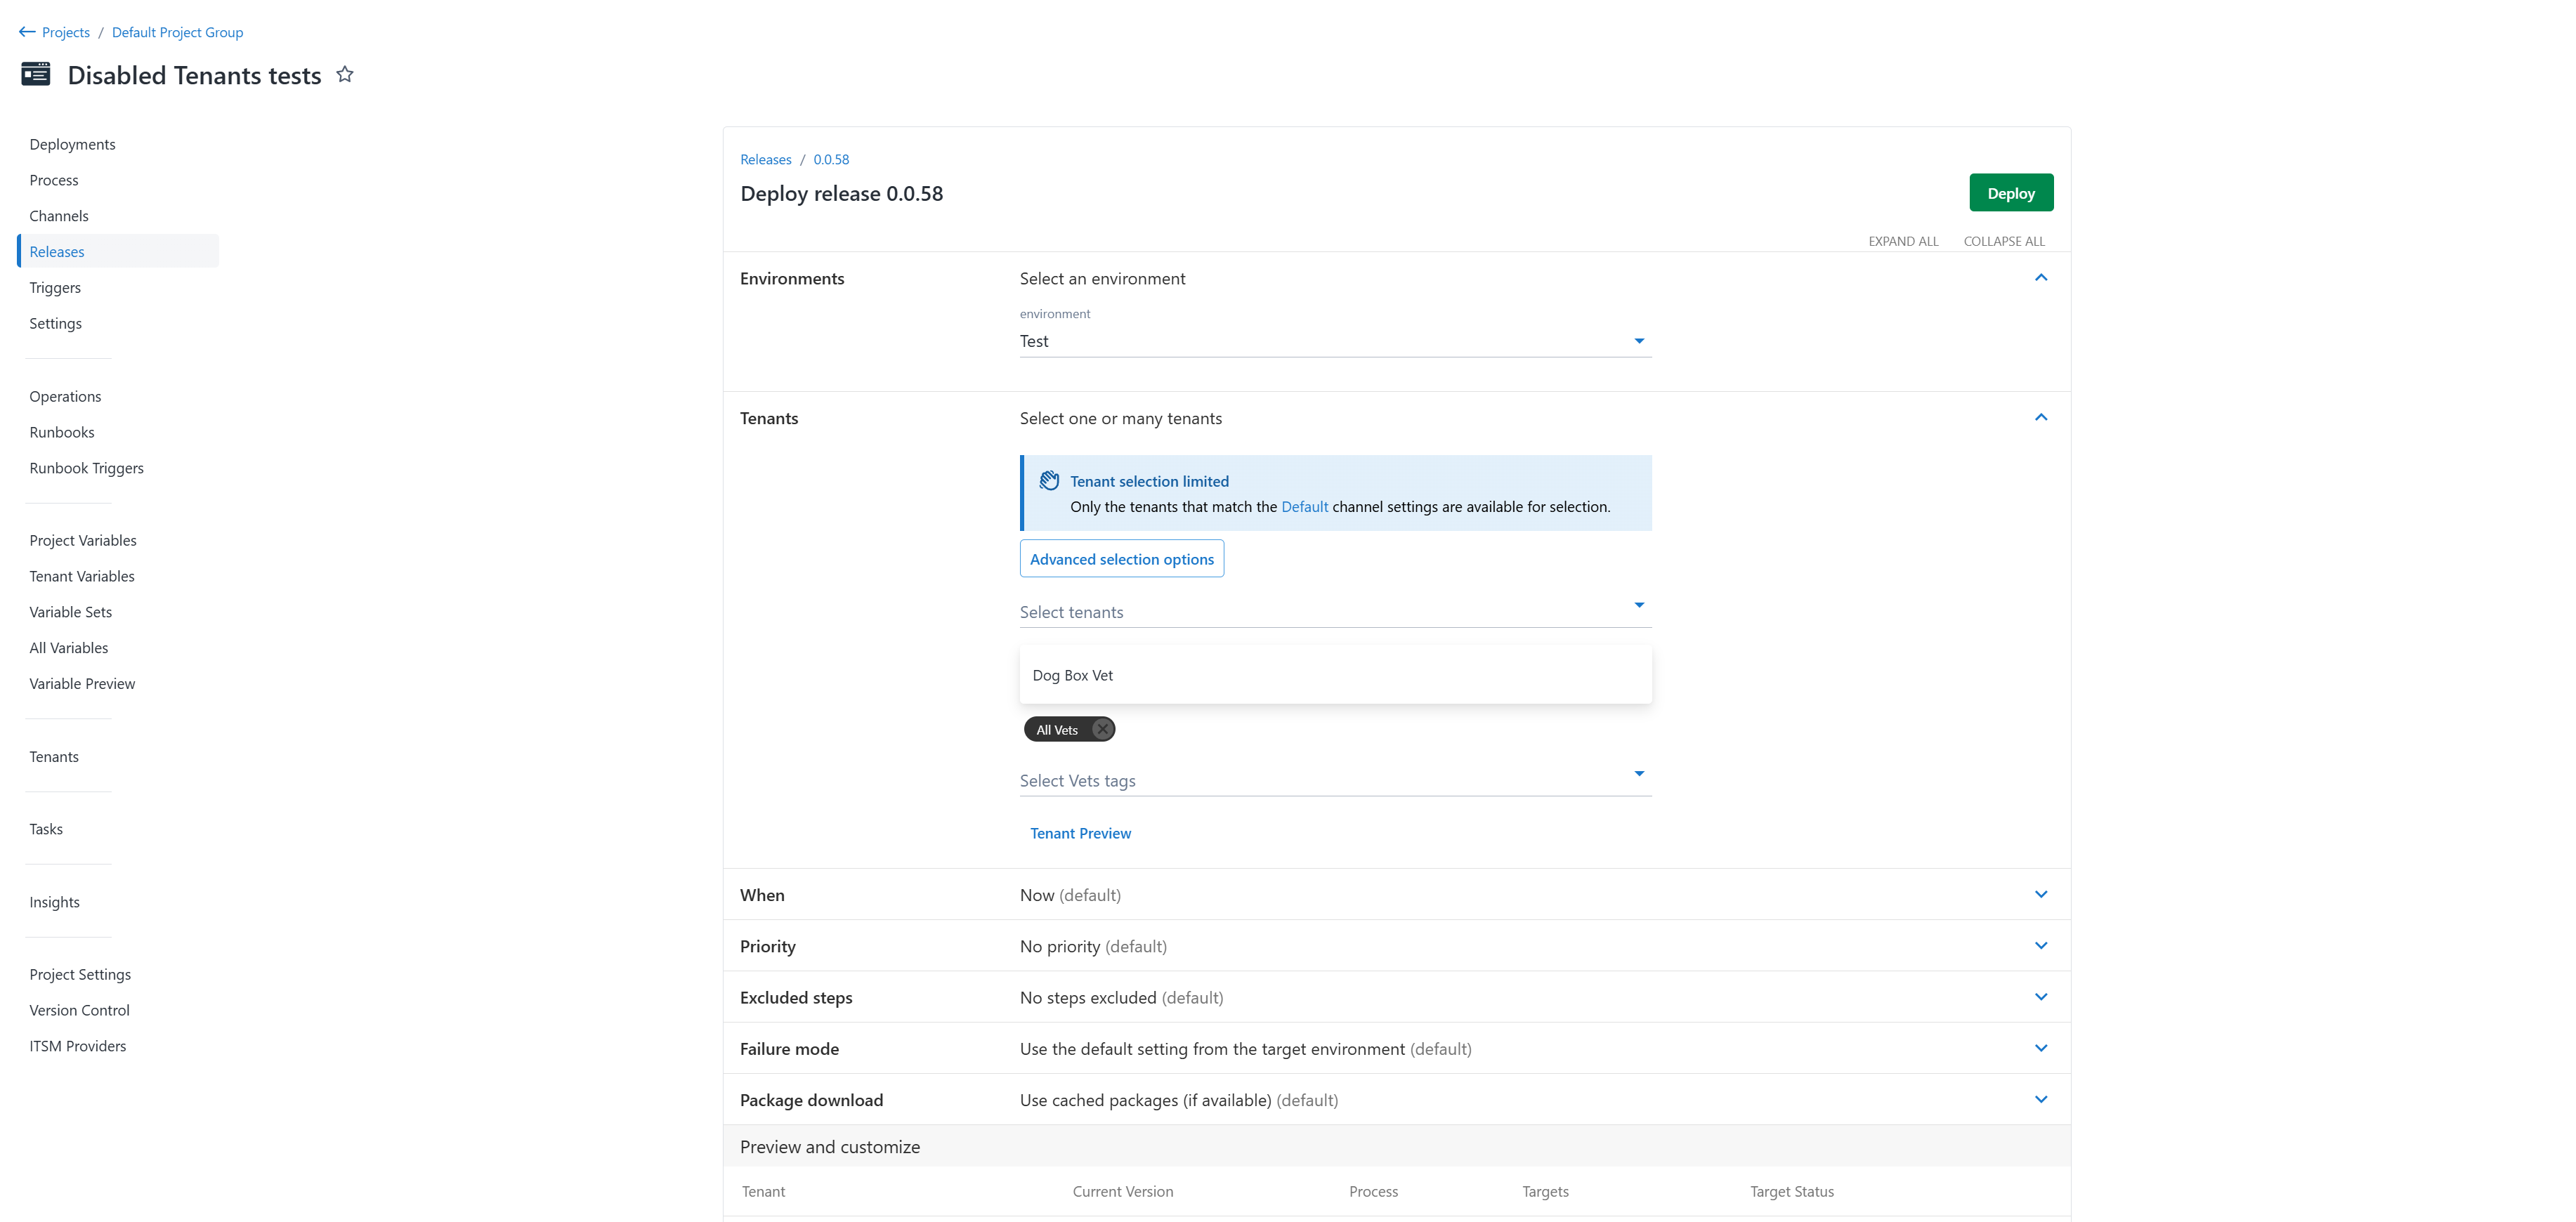 Projects / Default Project Group
Disabled Tenants tests
Deployments
Process
Channels
Releases
Triggers
Settings
Operations
Runbooks
Runbook Triggers
Project Variables
Tenant Variables
Variable Sets
All Variables
Variable Preview
Tenants
Tasks
Insights
Project Settings
Version Control
ITSM Providers
Releases / 0.0.58
Deploy release 0.0.58
Deploy
EXPAND ALL COLLAPSE ALL
Environments Select an environment
environment
Test
Tenants Select one or many tenants
Tenant selection limited
Only the tenants that match the Default channel settings are available for selection.
Advanced selection options
Select tenants
Dog Box Vet
All Vets
Select Vets tags
Tenant Preview
When Now (default)
Priority No priority (default)
Excluded steps No steps excluded (default)
Failure mode Use the default setting from the target environment (default)
Package download Use cached packages (if available) (default)
Preview and customize
Tenant Current Version Process Targets Target Status